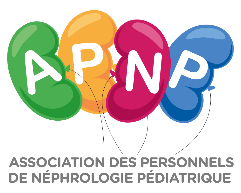 APNP
ASSOCIATION DES PERSONNELS
DE NÉPHROLOGIE PÉDIATRIQUE